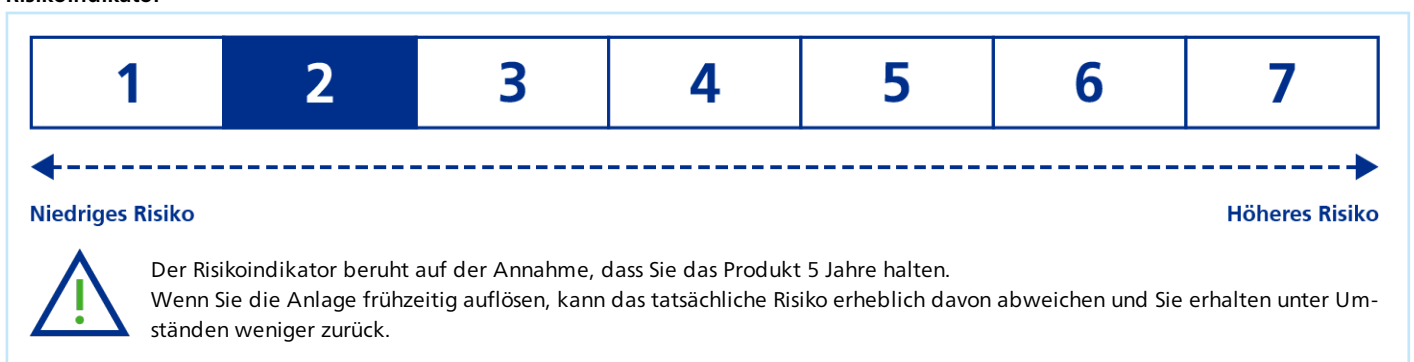 Risikoindikator
1 2 3 4 5 6 7
Niedriges Risiko Höheres Risiko
Der Risikoindikator beruht auf der Annahme, dass Sie das Produkt 5 Jahre halten.
Wenn Sie die Anlage frühzeitig auflösen, kann das tatsächliche Risiko erheblich davon abweichen und Sie erhalten unter Um-
ständen weniger zurück.